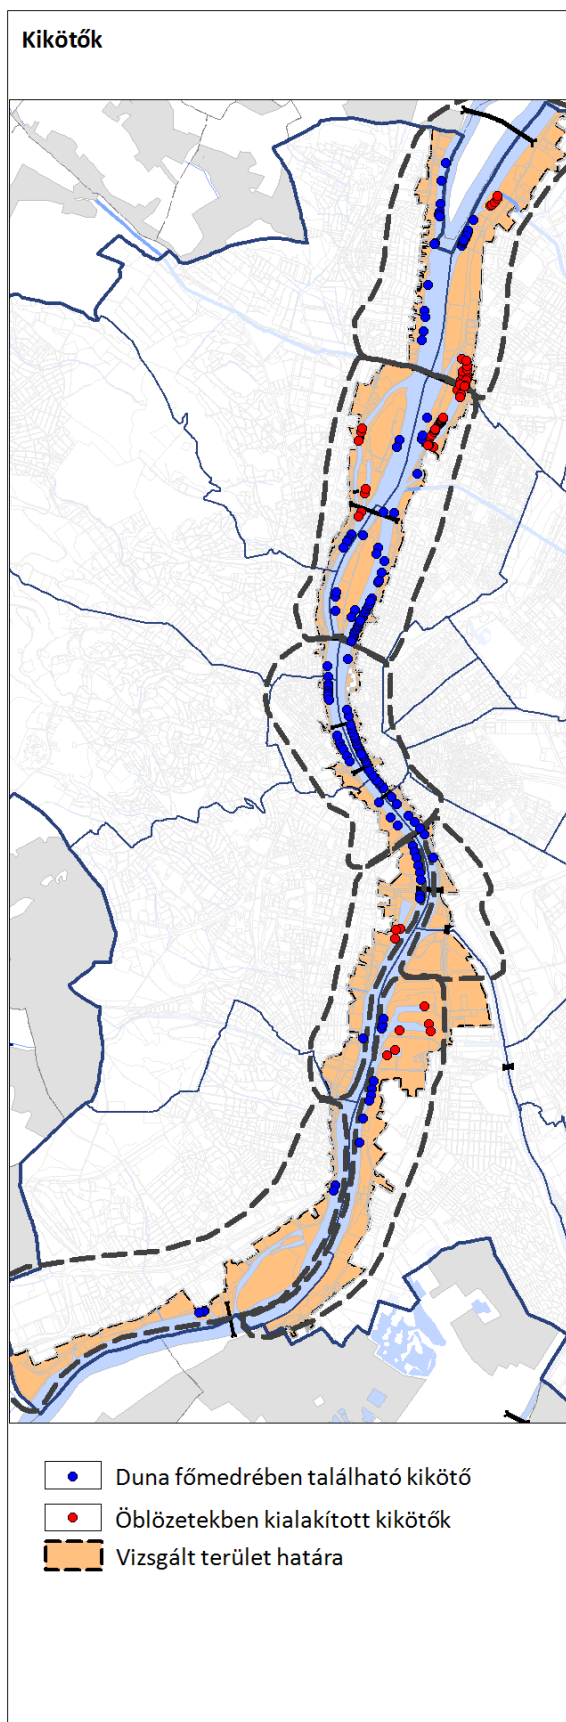 Kikötők
Duna főmedrében található kikötő
Öblözetekben kialakított kikötők
Vizsgált terület határa